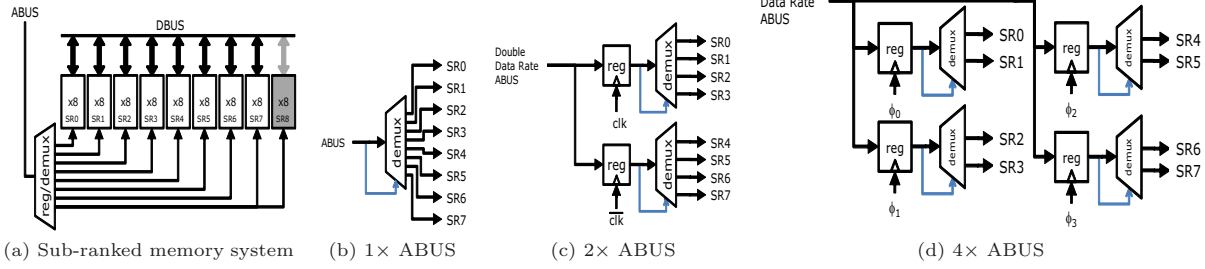 ABUS
DBUS
x8 x8 x8 x8 x8 x8 x8 x8 x8
SR0 SR1 SR2 SR3 SR4 SR5 SR6 SR7 SR8
reg/demux
(a) Sub-ranked memory system
ABUS
demux
SR0
SR1
SR2
SR3
SR4
SR5
SR6
SR7
(b) 1× ABUS
Double
Data Rate
ABUS
reg
clk
demux
SR0
SR1
SR2
SR3
reg
clk
demux
SR4
SR5
SR6
SR7
(c) 2× ABUS
Data Rate
ABUS
reg
ϕ0
demux
SR0
SR1
reg
ϕ1
demux
SR2
SR3
reg
ϕ2
demux
SR4
SR5
reg
ϕ3
demux
SR6
SR7
(d) 4× ABUS